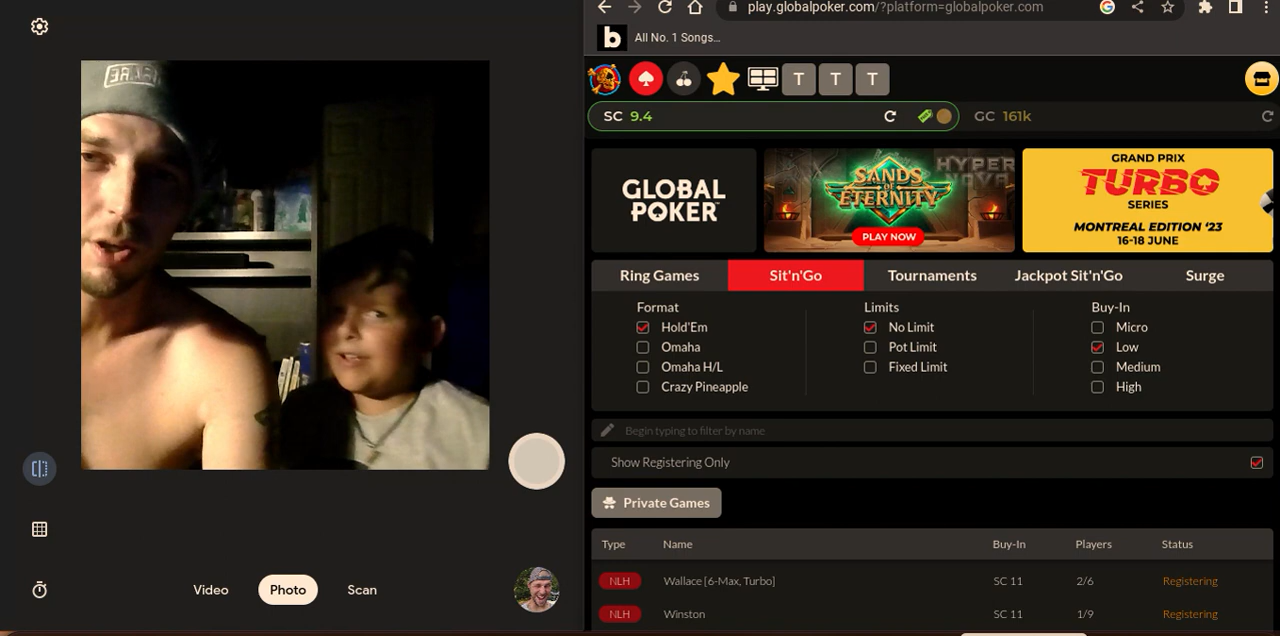 Video
Photo
Scan
play.globalpoker.com/?platform=globalpoker.com
b
All No. 1 Songs...
T
T
T
SC 9.4
GC 161k
GLOBAL
POKER
HYPER
NOVA
SANDS
OF
ETERNITY
PLAY NOW
GRAND PRIX
TURBO
SERIES
MONTREAL EDITION '23
16-18 JUNE
Ring Games
Sit'n'Go
Tournaments
Jackpot Sit'n'Go
Surge
Format
Hold'Em
Omaha
Omaha H/L
Crazy Pineapple
Limits
No Limit
Pot Limit
Fixed Limit
Buy-In
Micro
Low
Medium
High
Begin typing to filter by name
Show Registering Only
Private Games
Type Name Buy-In Players Status
NLH Wallace [6-Max, Turbo] SC 11 2/6 Registering
NLH Winston SC 11 1/9 Registering